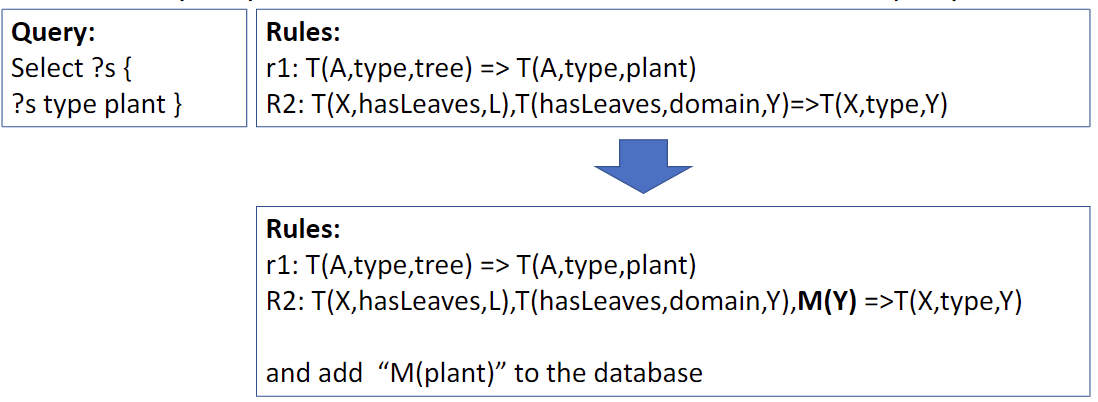 Query:
Select ?s {
?s type plant }
Rules:
r1: T(A,type,tree) => T(A,type,plant)
R2: T(X,hasLeaves,L),T(hasLeaves,domain,Y)=>T(X,type,Y)
Rules:
r1: T(A,type,tree) => T(A,type,plant)
R2: T(X,hasLeaves,L),T(hasLeaves,domain,Y),M(Y) =>T(X,type,Y)
and add “M(plant)” to the database